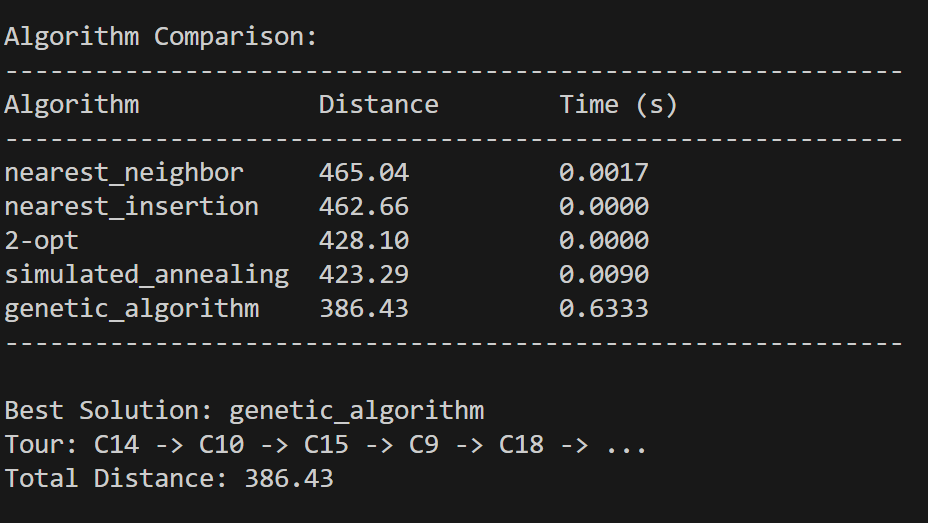 Algorithm Comparison:
------------------------------------------------------------
Algorithm            Distance        Time (s)
------------------------------------------------------------
nearest_neighbor     465.04          0.0017
nearest_insertion    462.66          0.0000
2-opt                428.10          0.0000
simulated_annealing  423.29          0.0090
genetic_algorithm    386.43          0.6333
------------------------------------------------------------
Best Solution: genetic_algorithm
Tour: C14 -> C10 -> C15 -> C9 -> C18 -> ...
Total Distance: 386.43